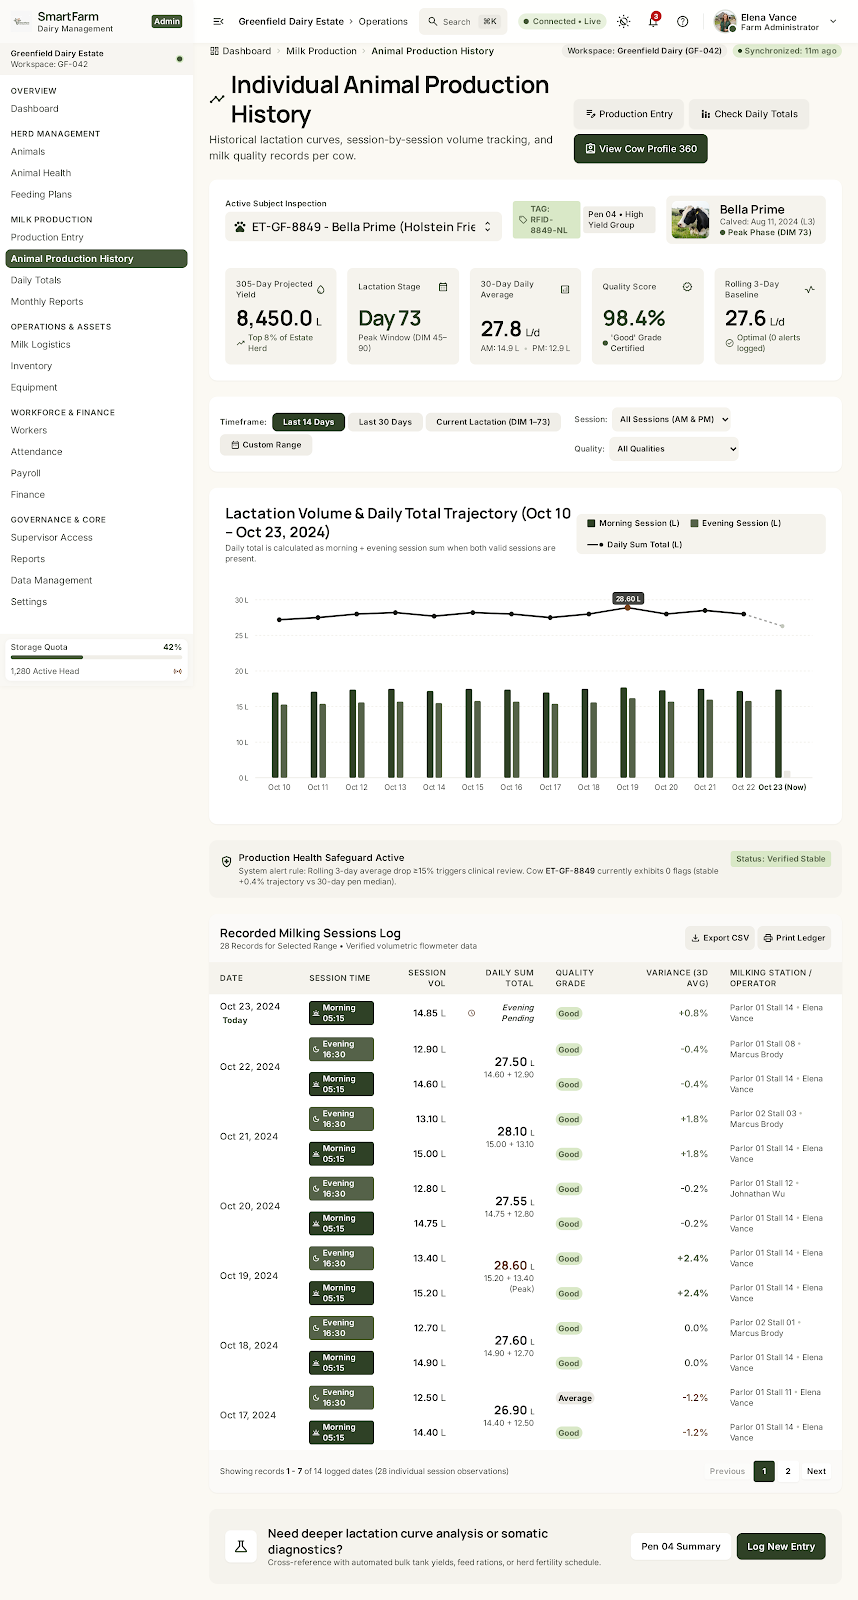 SmartFarm
Dairy Management
Admin
Greenfield Dairy Estate
Workspace: GF-042
OVERVIEW
Dashboard
HERD MANAGEMENT
Animals
Animal Health
Feeding Plans
MILK PRODUCTION
Production Entry
Animal Production History
Daily Totals
Monthly Reports
OPERATIONS & ASSETS
Milk Logistics
Inventory
Equipment
WORKFORCE & FINANCE
Workers
Attendance
Payroll
Finance
GOVERNANCE & CORE
Supervisor Access
Reports
Data Management
Settings
Storage Quota 42%
1,280 Active Head
Greenfield Dairy Estate › Operations
Search ⌘K
Connected • Live
3
Elena Vance
Farm Administrator
Dashboard › Milk Production › Animal Production History
Workspace: Greenfield Dairy (GF-042)
Synchronized: 11m ago
Individual Animal Production
History
Historical lactation curves, session-by-session volume tracking, and
milk quality records per cow.
Production Entry
Check Daily Totals
View Cow Profile 360
Active Subject Inspection
ET-GF-8849 - Bella Prime (Holstein Frie
TAG:
RFID-
8849-NL
Pen 04 • High
Yield Group
Bella Prime
Calved: Aug 11, 2024 (L3)
Peak Phase (DIM 73)
305-Day Projected
Yield
8,450.0 L
Top 8% of Estate
Herd
Lactation Stage
Day 73
Peak Window (DIM 45–
90)
30-Day Daily
Average
27.8 L/d
AM: 14.9 L • PM: 12.9 L
Quality Score
98.4%
'Good' Grade
Certified
Rolling 3-Day
Baseline
27.6 L/d
Optimal (0 alerts
logged)
Timeframe:
Last 14 Days
Last 30 Days
Current Lactation (DIM 1–73)
Custom Range
Session: All Sessions (AM & PM)
Quality: All Qualities
Lactation Volume & Daily Total Trajectory (Oct 10
– Oct 23, 2024)
Daily total is calculated as morning + evening session sum when both valid sessions are
present.
Morning Session (L)
Evening Session (L)
Daily Sum Total (L)
30 L
25 L
20 L
15 L
10 L
0 L
28.60 L
Oct 10 Oct 11 Oct 12 Oct 13 Oct 14 Oct 15 Oct 16 Oct 17 Oct 18 Oct 19 Oct 20 Oct 21 Oct 22 Oct 23 (Now)
Production Health Safeguard Active
System alert rule: Rolling 3-day average drop ≥15% triggers clinical review. Cow ET-GF-8849 currently exhibits 0 flags (stable
+0.4% trajectory vs 30-day pen median).
Status: Verified Stable
Recorded Milking Sessions Log
28 Records for Selected Range • Verified volumetric flowmeter data
Export CSV
Print Ledger
DATE SESSION TIME SESSION VOL DAILY SUM TOTAL QUALITY GRADE VARIANCE (3D AVG) MILKING STATION / OPERATOR
Oct 23, 2024 Today Morning 05:15 14.85 L Evening Pending Good +0.8% Parlor 01 Stall 14 • Elena Vance
Oct 22, 2024 Evening 16:30 12.90 L 27.50 L 14.60 + 12.90 Good -0.4% Parlor 01 Stall 08 • Marcus Brody
Morning 05:15 14.60 L Good -0.4% Parlor 01 Stall 14 • Elena Vance
Oct 21, 2024 Evening 16:30 13.10 L 28.10 L 15.00 + 13.10 Good +1.8% Parlor 02 Stall 03 • Marcus Brody
Morning 05:15 15.00 L Good +1.8% Parlor 01 Stall 14 • Elena Vance
Oct 20, 2024 Evening 16:30 12.80 L 27.55 L 14.75 + 12.80 Good -0.2% Parlor 01 Stall 12 • Johnathan Wu
Morning 05:15 14.75 L Good -0.2% Parlor 01 Stall 14 • Elena Vance
Oct 19, 2024 Evening 16:30 13.40 L 28.60 L 15.20 + 13.40 (Peak) Good +2.4% Parlor 01 Stall 14 • Elena Vance
Morning 05:15 15.20 L Good +2.4% Parlor 01 Stall 14 • Elena Vance
Oct 18, 2024 Evening 16:30 12.70 L 27.60 L 14.90 + 12.70 Good 0.0% Parlor 02 Stall 01 • Marcus Brody
Morning 05:15 14.90 L Good 0.0% Parlor 01 Stall 14 • Elena Vance
Oct 17, 2024 Evening 16:30 12.50 L 26.90 L 14.40 + 12.50 Average -1.2% Parlor 01 Stall 11 • Elena Vance
Morning 05:15 14.40 L Good -1.2% Parlor 01 Stall 14 • Elena Vance
Showing records 1 - 7 of 14 logged dates (28 individual session observations)
Previous 1 2 Next
Need deeper lactation curve analysis or somatic
diagnostics?
Cross-reference with automated bulk tank yields, feed rations, or herd fertility schedule.
Pen 04 Summary
Log New Entry